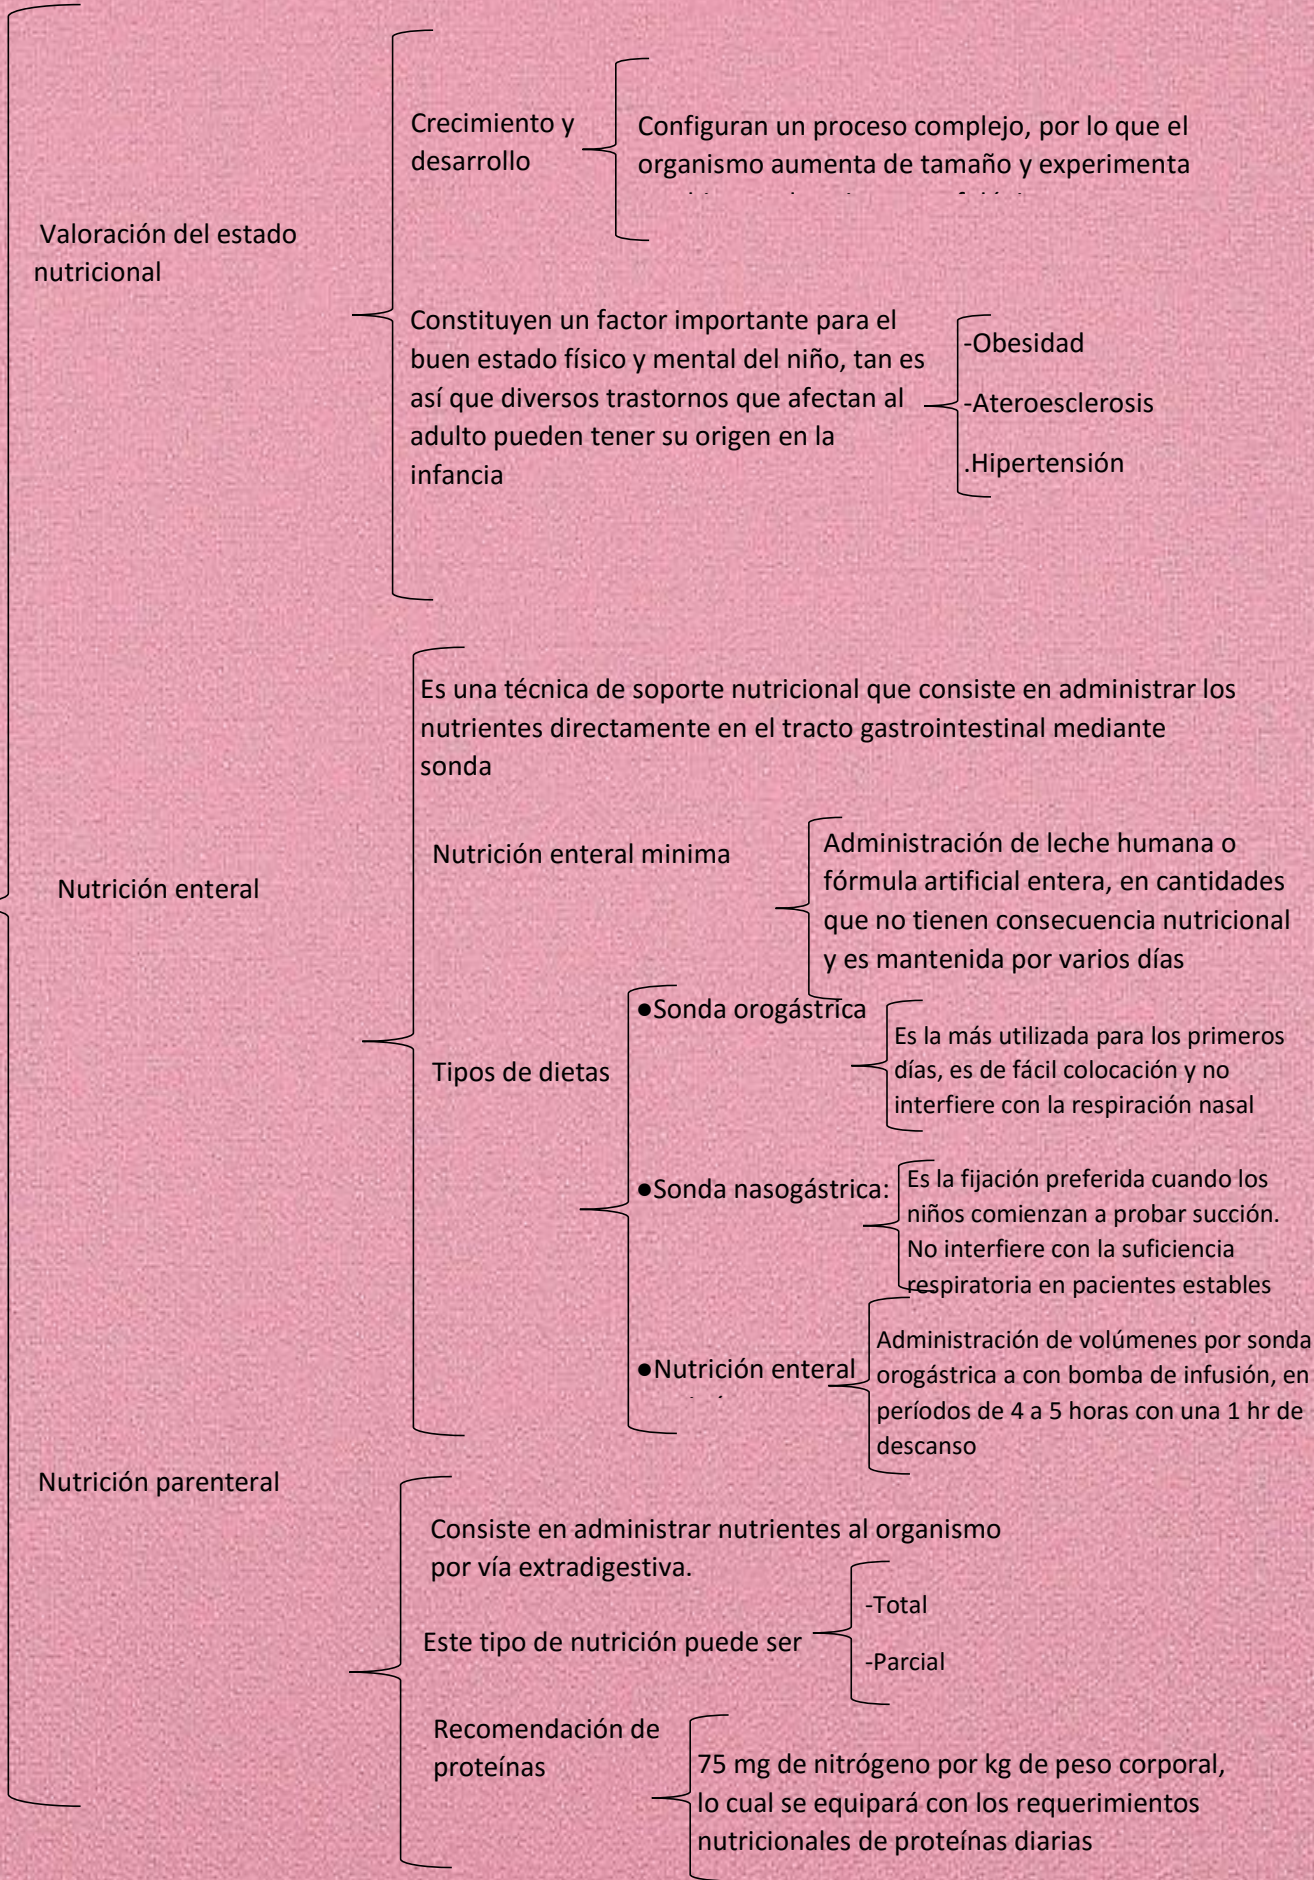 Valoración del estado
nutricional
Crecimiento y
desarrollo
Configuran un proceso complejo, por lo que el
organismo aumenta de tamaño y experimenta
Constituyen un factor importante para el
buen estado físico y mental del niño, tan es
así que diversos trastornos que afectan al
adulto pueden tener su origen en la
infancia
-Obesidad
-Ateroesclerosis
.Hipertensión
Nutrición enteral
Es una técnica de soporte nutricional que consiste en administrar los
nutrientes directamente en el tracto gastrointestinal mediante
sonda
Nutrición enteral minima
Administración de leche humana o
fórmula artificial entera, en cantidades
que no tienen consecuencia nutricional
y es mantenida por varios días
Tipos de dietas
●Sonda orogástrica
Es la más utilizada para los primeros
días, es de fácil colocación y no
interfiere con la respiración nasal
●Sonda nasogástrica:
Es la fijación preferida cuando los
niños comienzan a probar succión.
No interfiere con la suficiencia
respiratoria en pacientes estables
●Nutrición enteral
Administración de volúmenes por sonda
orogástrica a con bomba de infusión, en
períodos de 4 a 5 horas con una 1 hr de
descanso
Nutrición parenteral
Consiste en administrar nutrientes al organismo
por vía extradigestiva.
Este tipo de nutrición puede ser
-Total
-Parcial
Recomendación de
proteínas
75 mg de nitrógeno por kg de peso corporal,
lo cual se equipará con los requerimientos
nutricionales de proteínas diarias